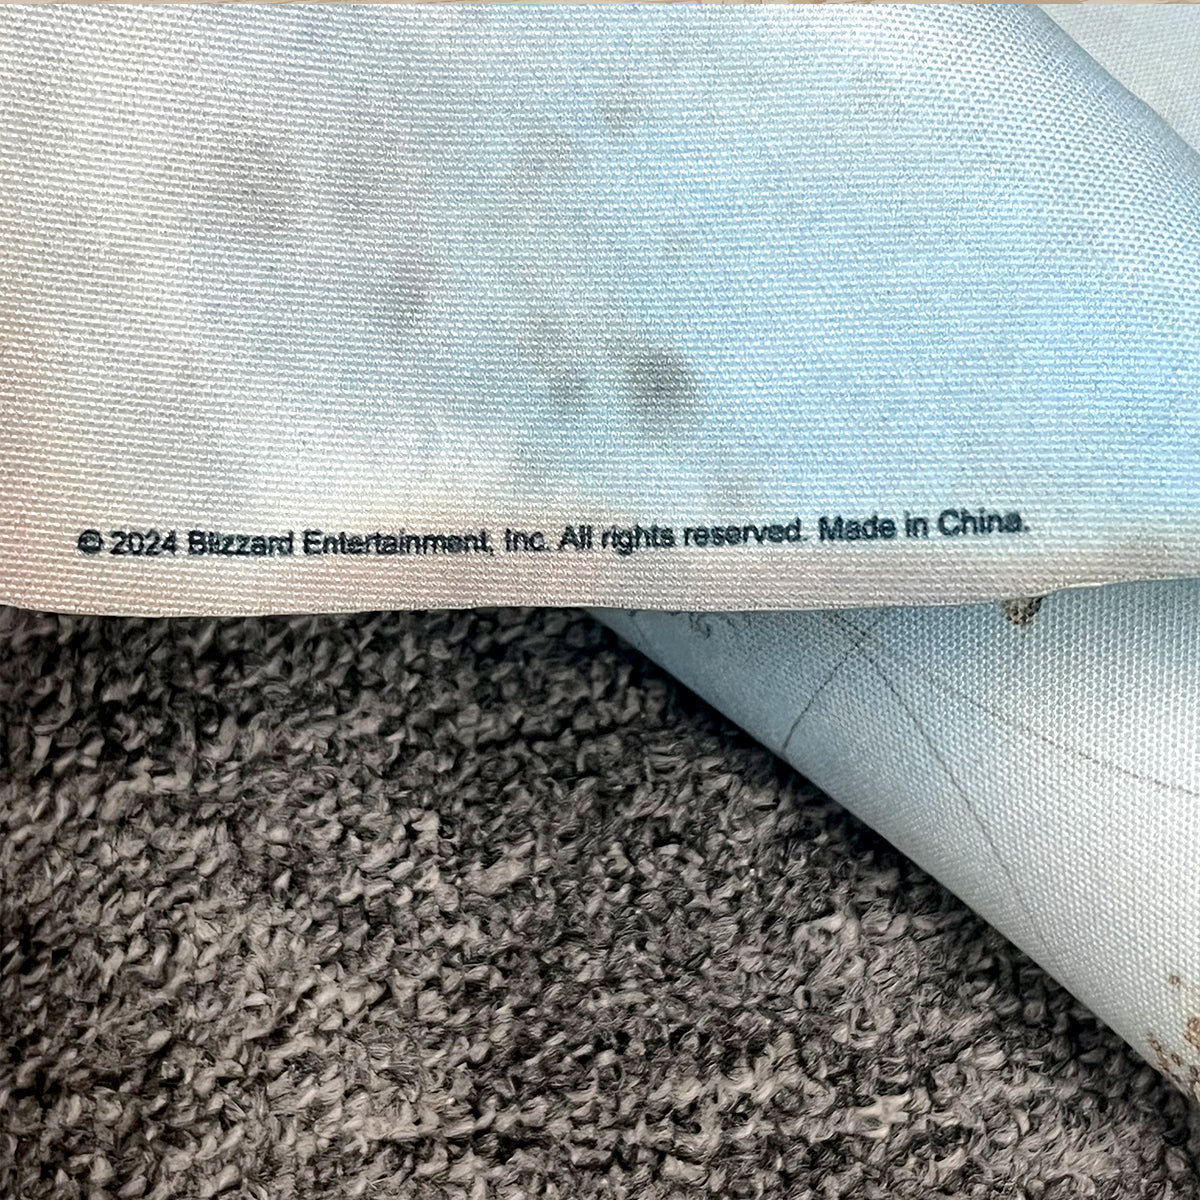 © 2024 Blizzard Entertainment, Inc. All rights reserved. Made in China.